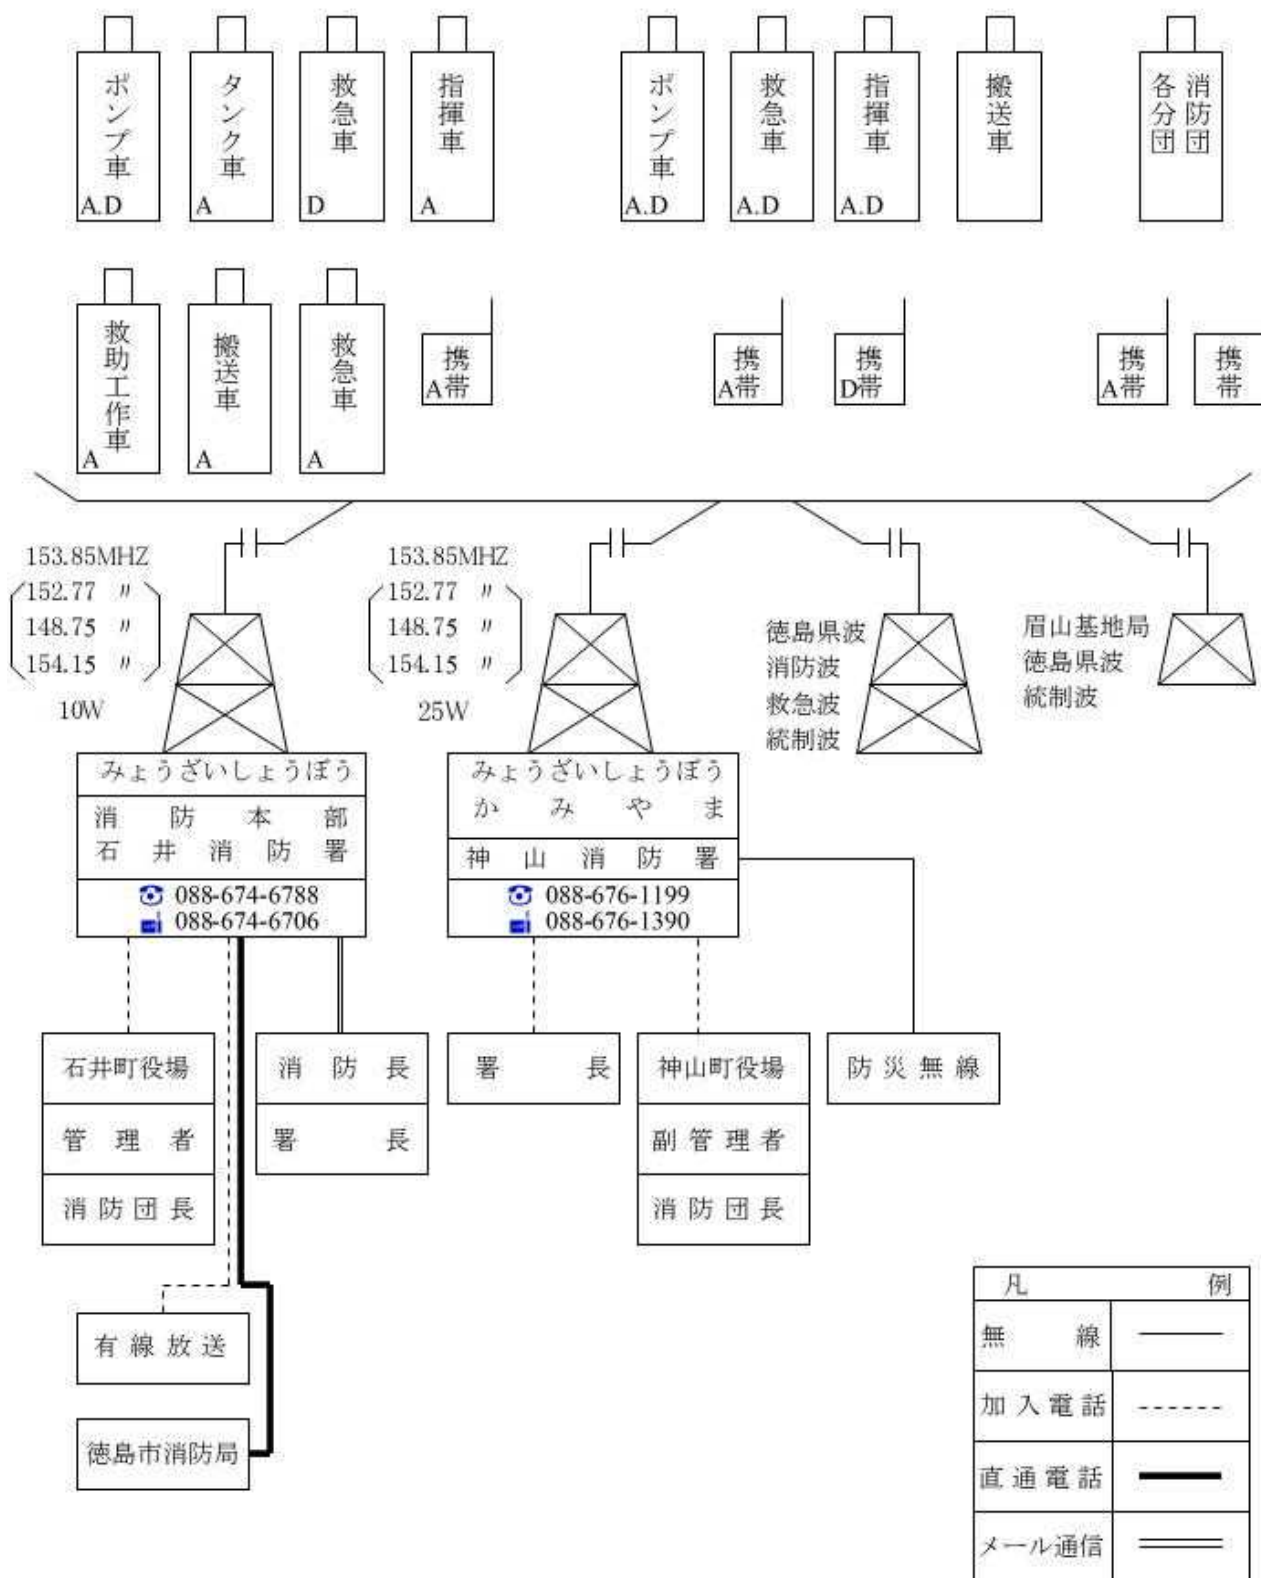 ポンプ車
A.D
タンク車
A
救急車
D
指揮車
A
ポンプ車
A.D
救急車
A.D
指揮車
A.D
搬送車
消防団
各分団
救助工作車
A
搬送車
A
救急車
A
携帯
A
携帯
A
携帯
D
携帯
A
携帯
153.85MHZ
152.77 〃
148.75 〃
154.15 〃
10W
153.85MHZ
152.77 〃
148.75 〃
154.15 〃
25W
徳島県波
消防波
救急波
統制波
眉山基地局
徳島県波
統制波
みょうざいしょうぼう
消防本部
石井消防署
088-674-6788
088-674-6706
みょうざいしょうぼう
かみやま
神山消防署
088-676-1199
088-676-1390
石井町役場
管理者
消防団長
消防長
署長
署長
神山町役場
副管理者
消防団長
防災無線
有線放送
徳島市消防局
凡例
無線
加入電話
直通電話
メール通信